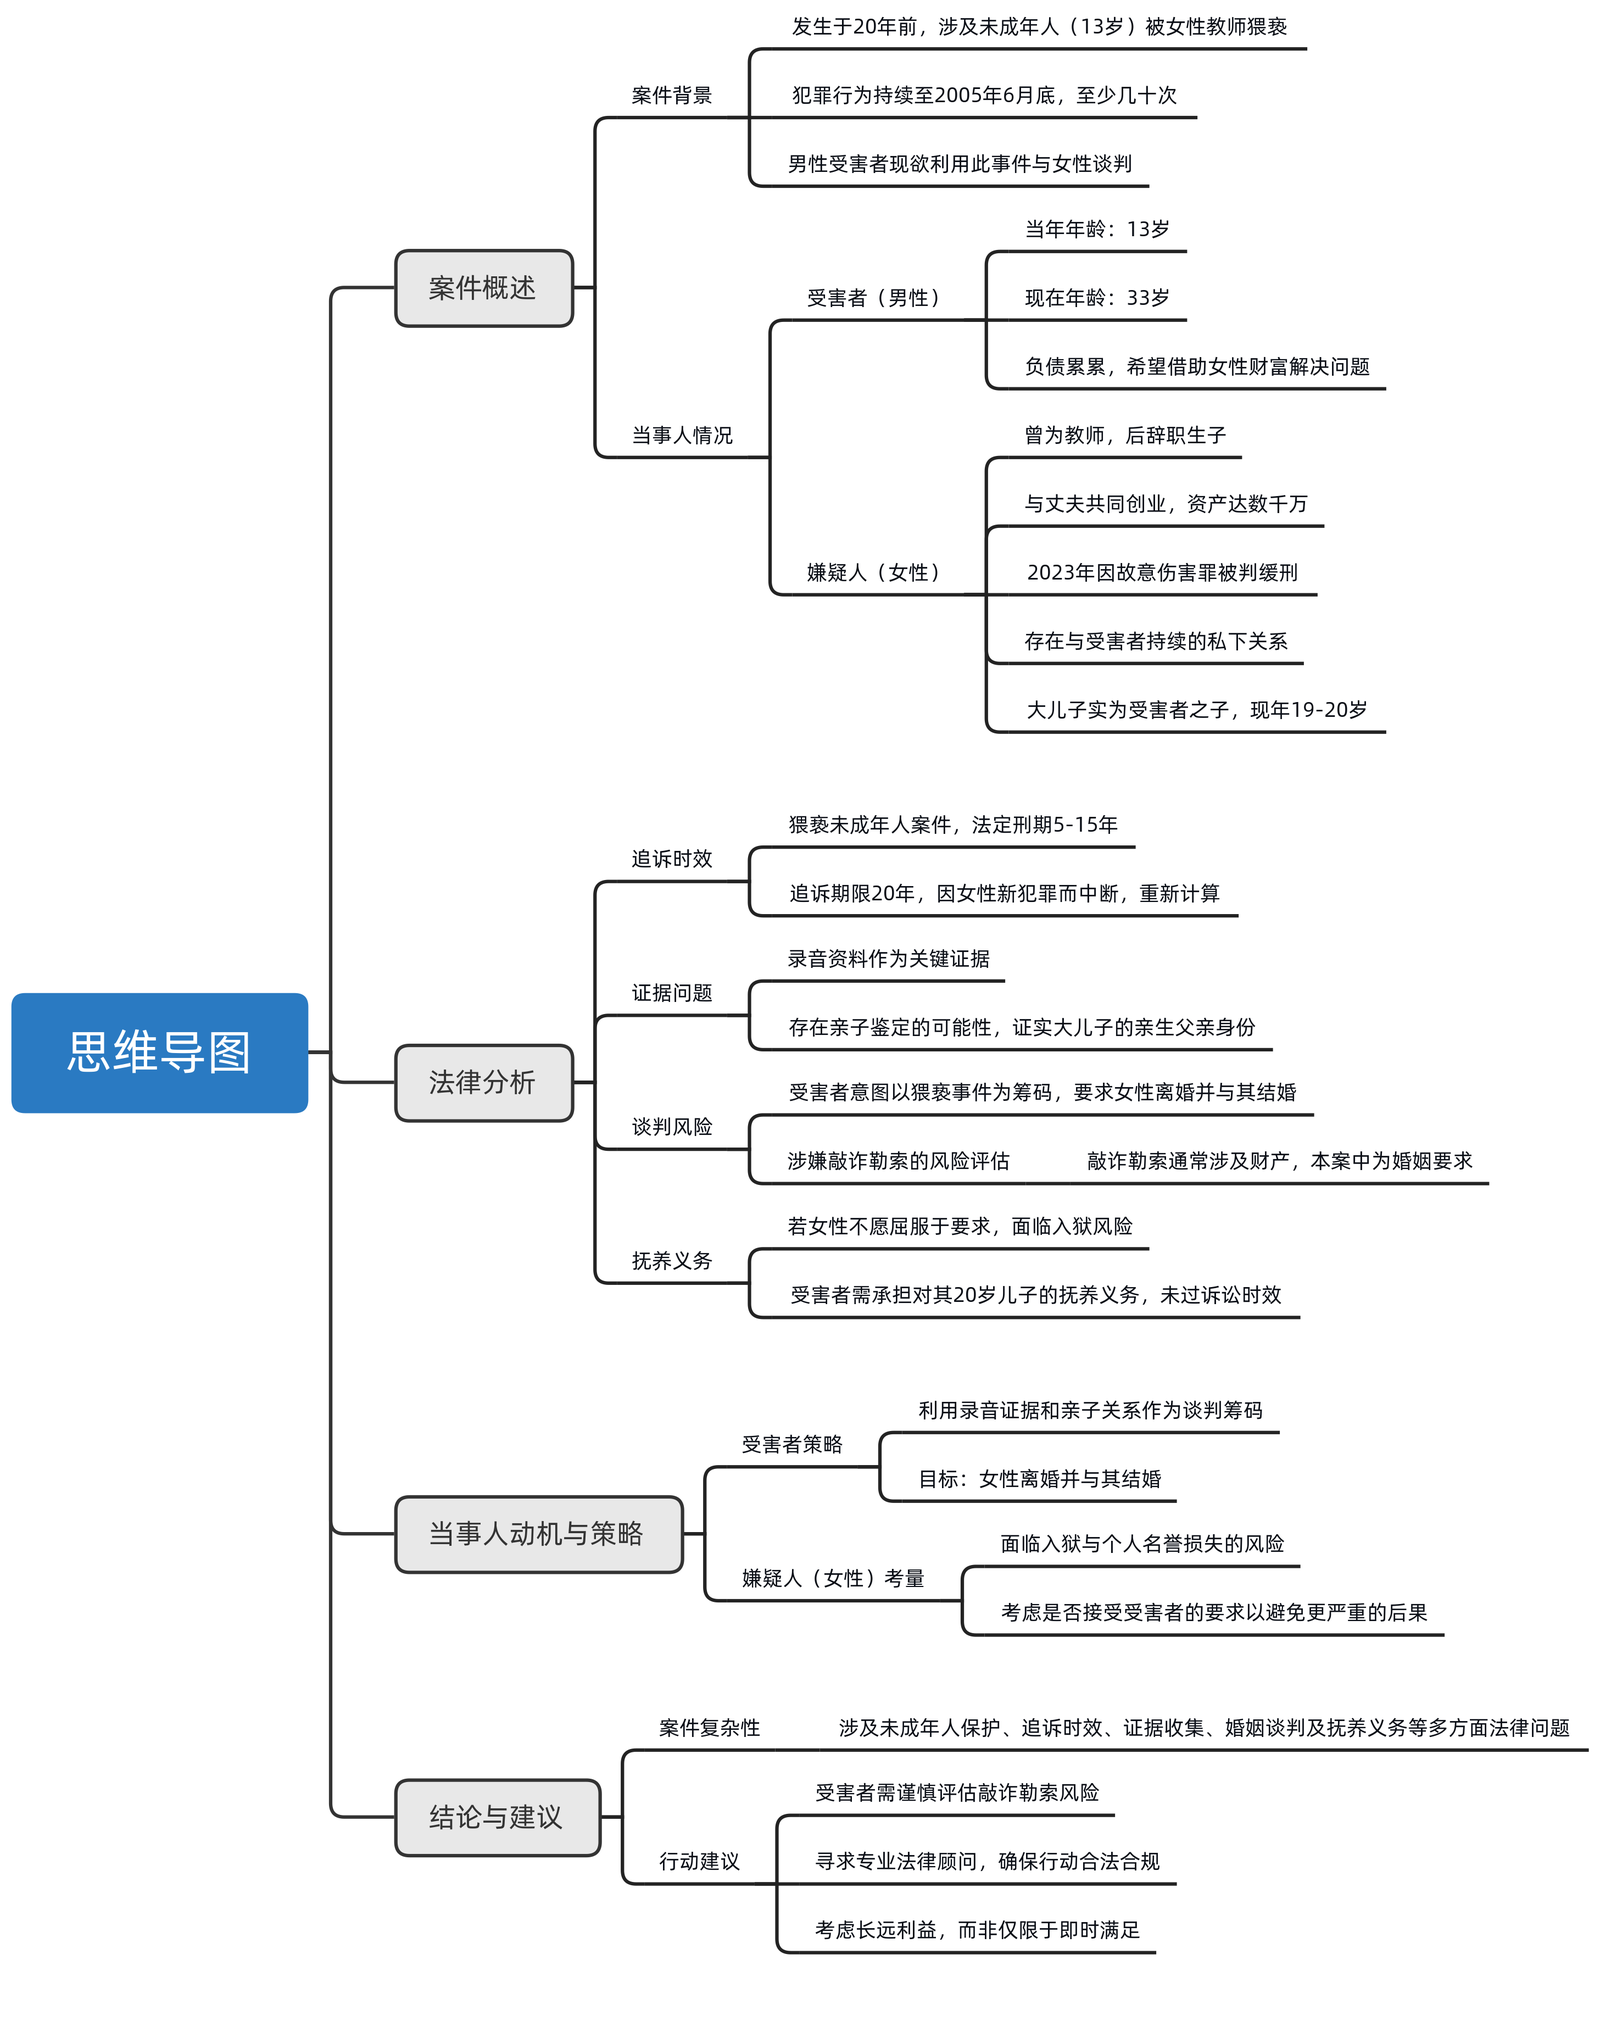 思维导图
案件概述
案件背景
发生于20年前，涉及未成年人（13岁）被女性教师猥亵
犯罪行为持续至2005年6月底，至少几十次
男性受害者现欲利用此事件与女性谈判
当事人情况
受害者（男性）
当年年龄：13岁
现在年龄：33岁
负债累累，希望借助女性财富解决问题
嫌疑人（女性）
曾为教师，后辞职生子
与丈夫共同创业，资产达数千万
2023年因故意伤害罪被判缓刑
存在与受害者持续的私下关系
大儿子实为受害者之子，现年19-20岁
法律分析
追诉时效
猥亵未成年人案件，法定刑期5-15年
追诉期限20年，因女性新犯罪而中断，重新计算
证据问题
录音资料作为关键证据
存在亲子鉴定的可能性，证实大儿子的亲生父亲身份
谈判风险
受害者意图以猥亵事件为筹码，要求女性离婚并与其结婚
涉嫌敲诈勒索的风险评估
敲诈勒索通常涉及财产，本案中为婚姻要求
抚养义务
若女性不愿屈服于要求，面临入狱风险
受害者需承担对其20岁儿子的抚养义务，未过诉讼时效
当事人动机与策略
受害者策略
利用录音证据和亲子关系作为谈判筹码
目标：女性离婚并与其结婚
嫌疑人（女性）考量
面临入狱与个人名誉损失的风险
考虑是否接受受害者的要求以避免更严重的后果
结论与建议
案件复杂性
涉及未成年人保护、追诉时效、证据收集、婚姻谈判及抚养义务等多方面法律问题
行动建议
受害者需谨慎评估敲诈勒索风险
寻求专业法律顾问，确保行动合法合规
考虑长远利益，而非仅限于即时满足